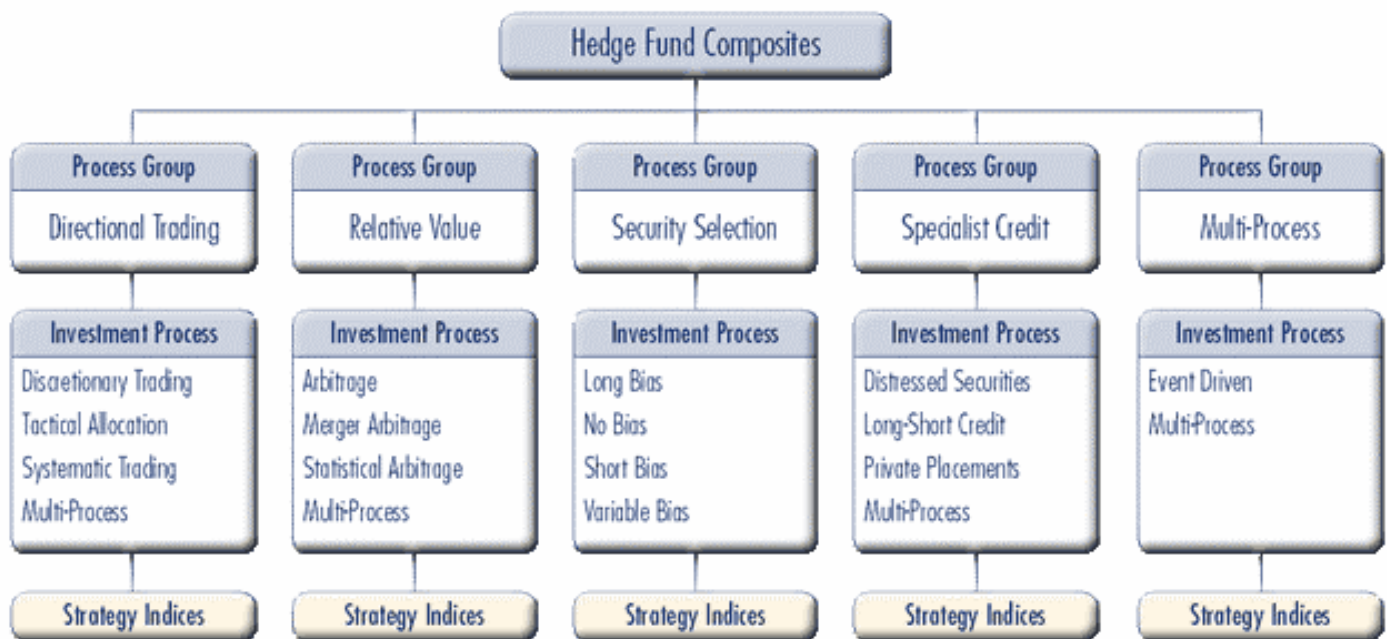 Hedge Fund Composites
Process Group
Directional Trading
Investment Process
Discretionary Trading
Tactical Allocation
Systematic Trading
Multi-Process
Strategy Indices
Process Group
Relative Value
Investment Process
Arbitrage
Merger Arbitrage
Statistical Arbitrage
Multi-Process
Strategy Indices
Process Group
Security Selection
Investment Process
Long Bias
No Bias
Short Bias
Variable Bias
Strategy Indices
Process Group
Specialist Credit
Investment Process
Distressed Securities
Long-Short Credit
Private Placements
Multi-Process
Strategy Indices
Process Group
Multi-Process
Investment Process
Event Driven
Multi-Process
Strategy Indices